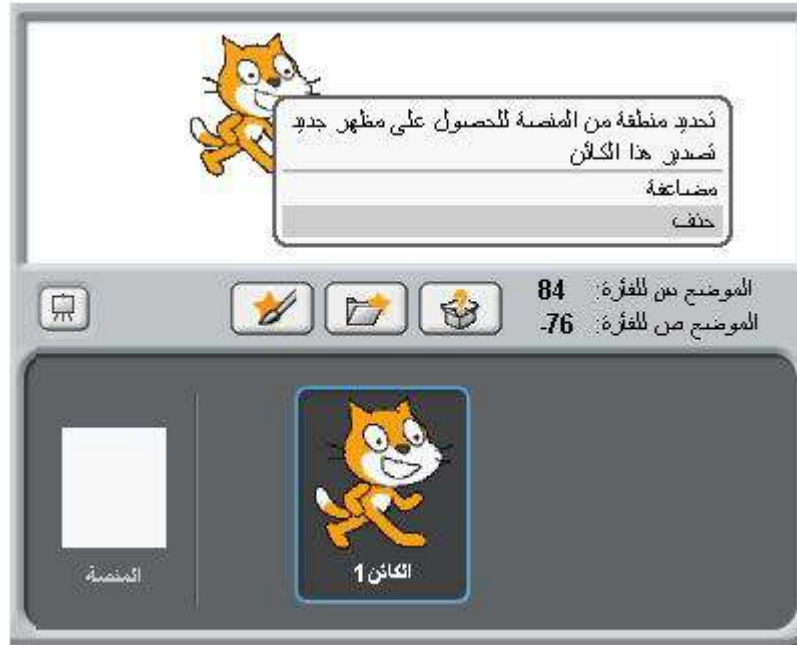 تحديد منطقة من المنصة للحصول على مظهر جديد
تصدير هذا الكائن
مضاعفة
حذف
الموضع س للفأرة: 84
الموضع ص للفأرة: -76
المنصة
الكائن1